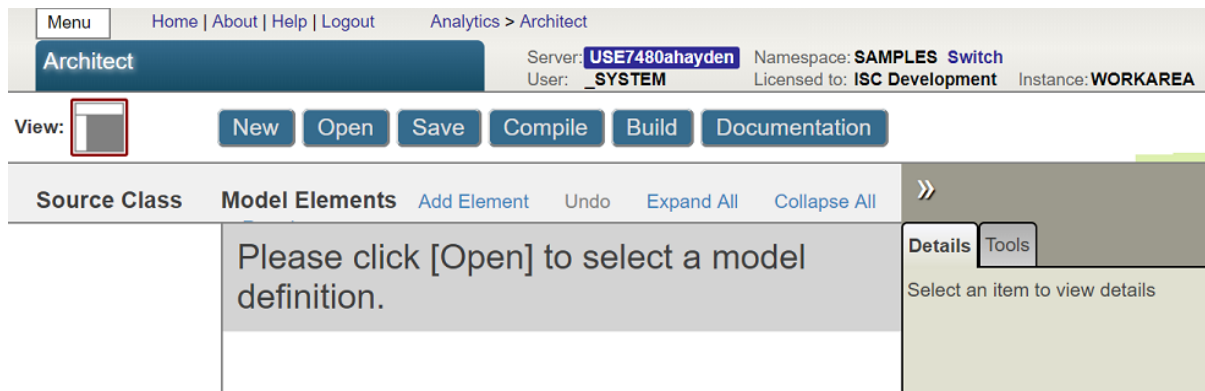 Menu Home | About | Help | Logout Analytics > Architect
Architect
Server: USE7480ahayden Namespace: SAMPLES Switch
User: _SYSTEM Licensed to: ISC Development Instance: WORKAREA
View: New Open Save Compile Build Documentation
Source Class Model Elements Add Element Undo Expand All Collapse All
»
Details Tools
Please click [Open] to select a model
definition.
Select an item to view details